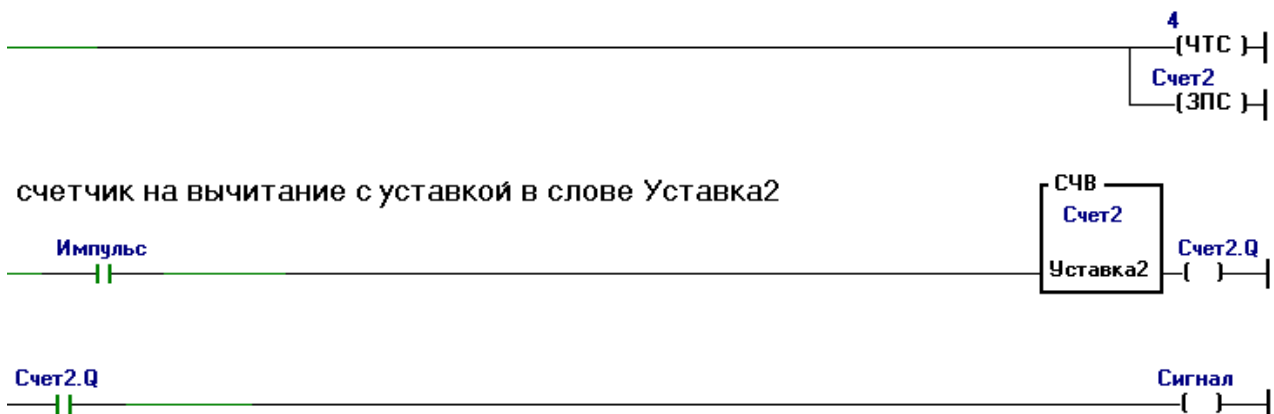 4
(ЧТС )
Счет2
(ЗПС )
счетчик на вычитание с уставкой в слове Уставка2
СЧВ
Счет2
Импульс
Счет2.Q
Уставка2
( )
Счет2.Q
Сигнал
( )